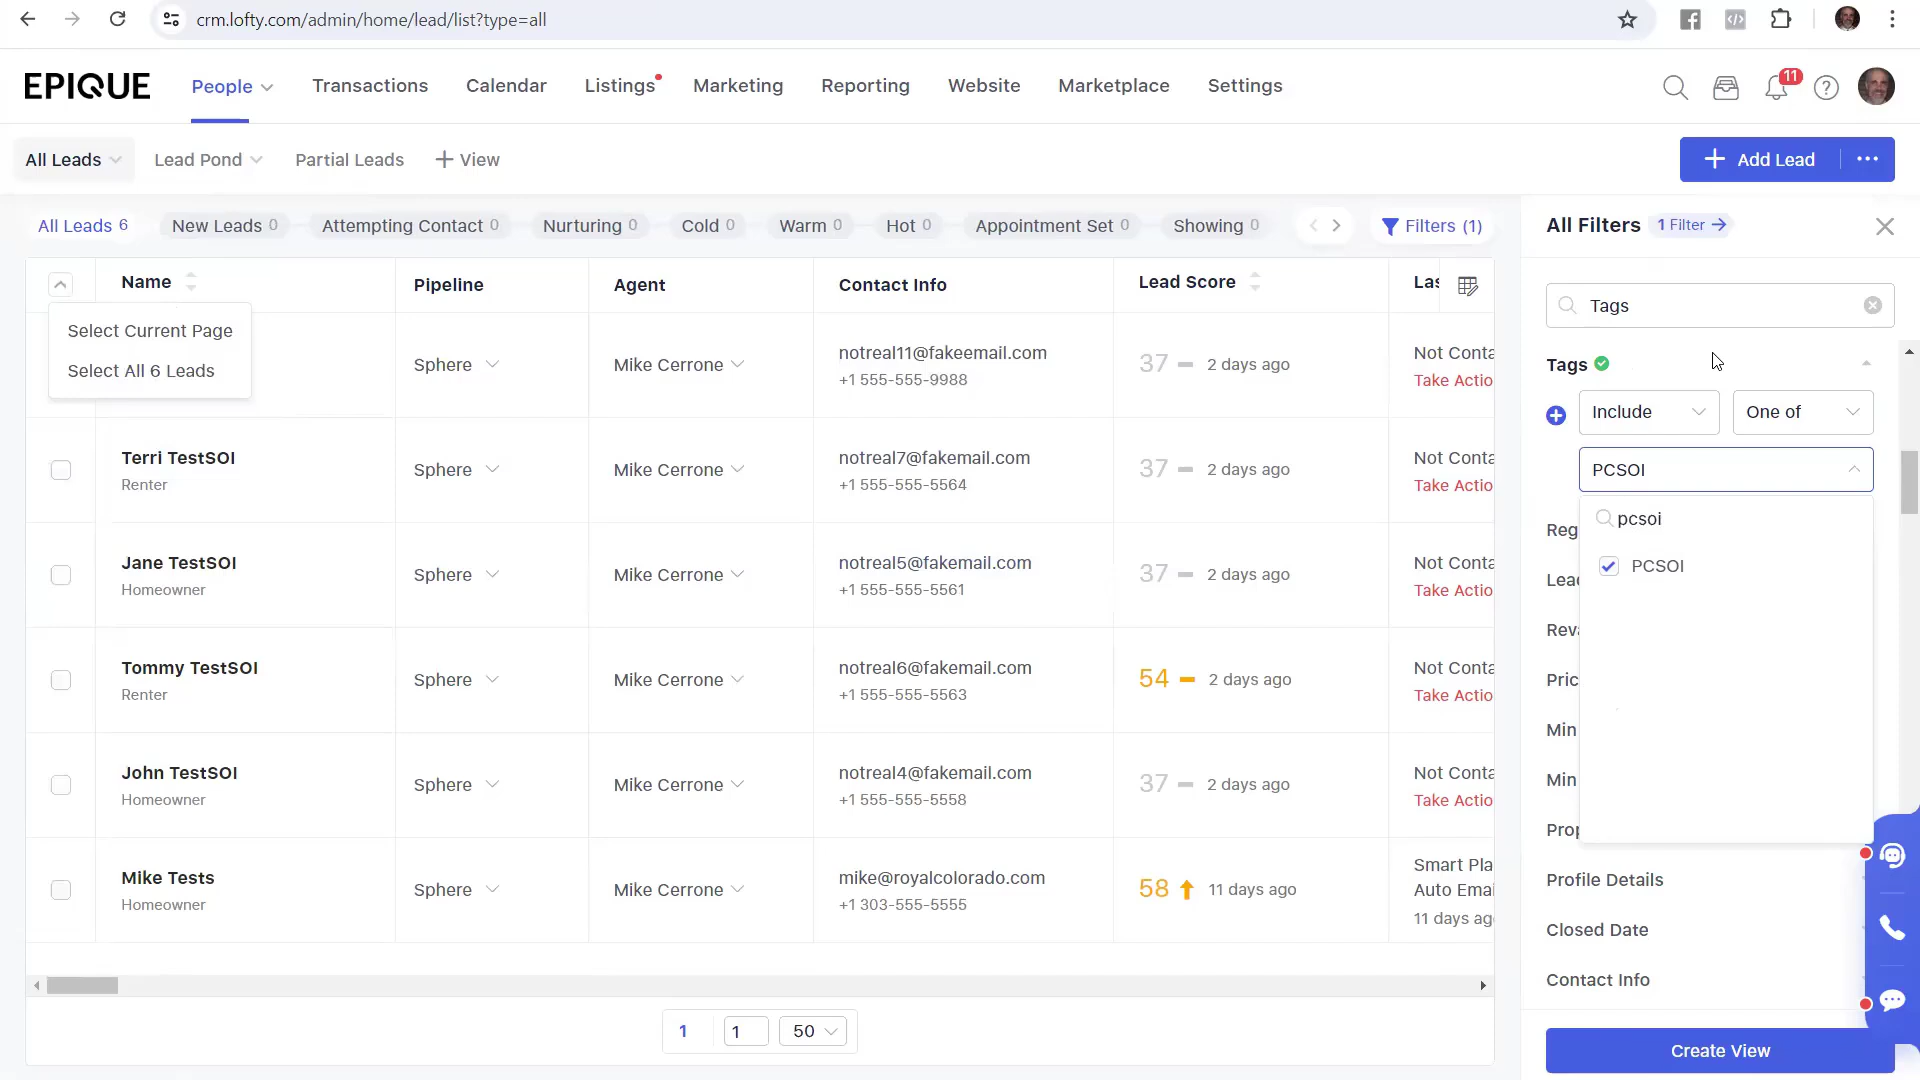 crm.lofty.com/admin/home/lead/list?type=all
EPIQUE
People
Transactions
Calendar
Listings
Marketing
Reporting
Website
Marketplace
Settings
11
All Leads
Lead Pond
Partial Leads
+ View
Add Lead
All Leads 6
New Leads 0
Attempting Contact 0
Nurturing 0
Cold 0
Warm 0
Hot 0
Appointment Set 0
Showing 0
Filters (1)
Name
Pipeline
Agent
Contact Info
Lead Score
Las
Select Current Page
Select All 6 Leads
Sphere
Mike Cerrone
notreal11@fakeemail.com
+1 555-555-9988
37
2 days ago
Not Conta
Take Actio
Terri TestSOI
Renter
Sphere
Mike Cerrone
notreal7@fakemail.com
+1 555-555-5564
37
2 days ago
Not Conta
Take Actio
Jane TestSOI
Homeowner
Sphere
Mike Cerrone
notreal5@fakemail.com
+1 555-555-5561
37
2 days ago
Not Conta
Take Actio
Tommy TestSOI
Renter
Sphere
Mike Cerrone
notreal6@fakemail.com
+1 555-555-5563
54
2 days ago
Not Conta
Take Actio
John TestSOI
Homeowner
Sphere
Mike Cerrone
notreal4@fakemail.com
+1 555-555-5558
37
2 days ago
Not Conta
Take Actio
Mike Tests
Homeowner
Sphere
Mike Cerrone
mike@royalcolorado.com
+1 303-555-5555
58
11 days ago
Smart Pla
Auto Emai
11 days ag
1
1
50
All Filters
1 Filter
Tags
Tags
Include
One of
PCSOI
pcsoi
PCSOI
Reg
Lea
Rev
Pric
Min
Min
Prop
Profile Details
Closed Date
Contact Info
Create View